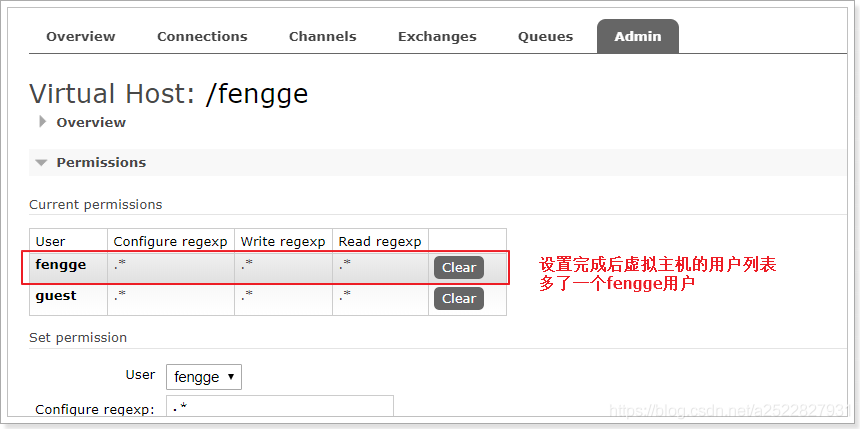 Overview Connections Channels Exchanges Queues Admin
Virtual Host: /fengge
Overview
Permissions
Current permissions
User Configure regexp Write regexp Read regexp
fengge .* .* .* Clear
guest .* .* .* Clear
设置完成后虚拟主机的用户列表
多了一个fengge用户
Set permission
User fengge
Configure regexp: .*
https://blog.csdn.net/a2522827931